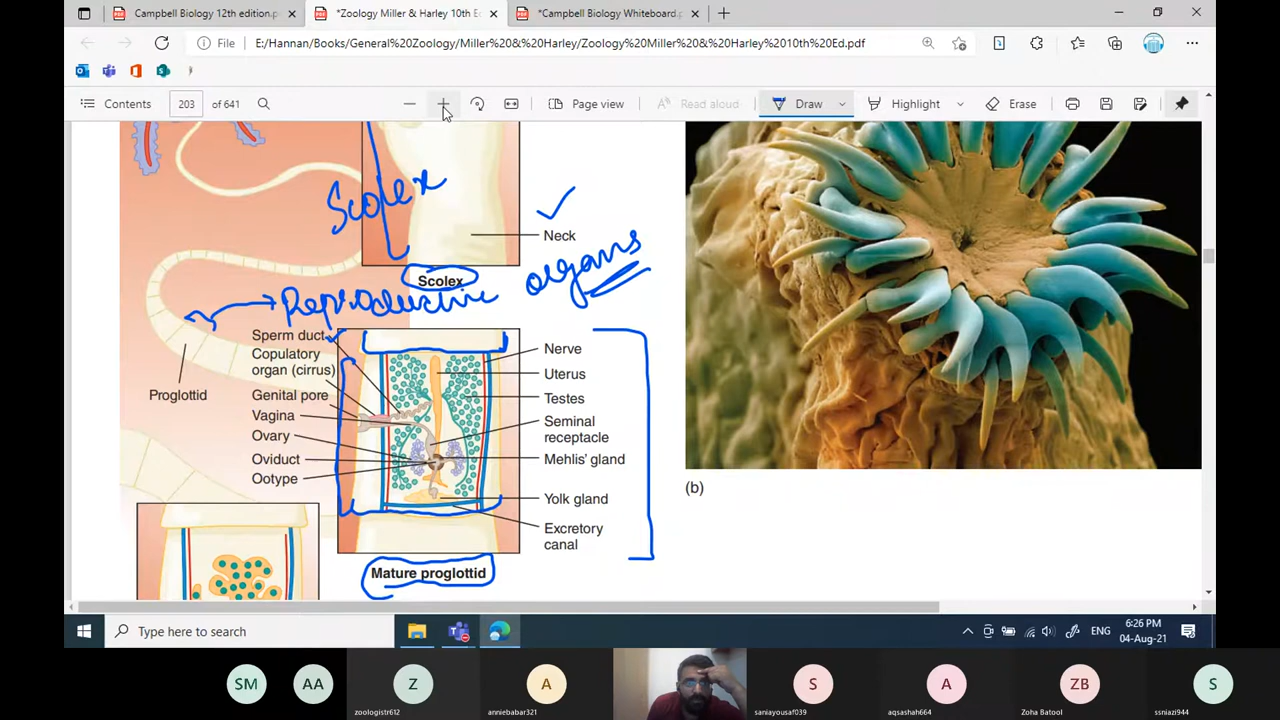 Campbell Biology 12th edition.p
*Zoology Miller & Harley 10th E
*Campbell Biology Whiteboard.p
File
E:/Hannan/Books/General%20Zoology/Miller%20&%20Harley/Zoology%20Miller%20&%20Harley%2010th%20Ed.pdf
Contents
203
of 641
Page view
Read aloud
Draw
Highlight
Erase
Scolex
Neck
Scolex
Reproductive organs
Sperm duct
Copulatory
organ (cirrus)
Genital pore
Vagina
Ovary
Oviduct
Ootype
Proglottid
Nerve
Uterus
Testes
Seminal
receptacle
Mehlis' gland
Yolk gland
Excretory
canal
Mature proglottid
(b)
Type here to search
ENG
6:26 PM
04-Aug-21
SM
AA
Z
zoologistr612
A
anniebabar321
S
saniayousaf039
A
aqsashah664
ZB
Zoha Batool
S
ssniazi944